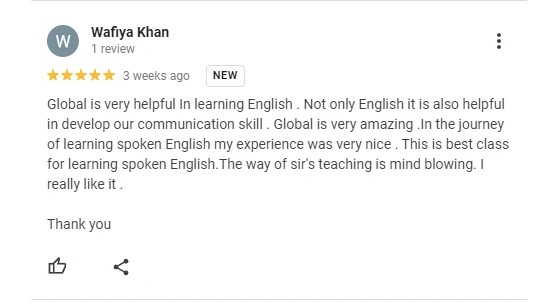 W
Wafiya Khan
1 review
3 weeks ago NEW
Global is very helpful In learning English . Not only English it is also helpful
in develop our communication skill . Global is very amazing .In the journey
of learning spoken English my experience was very nice . This is best class
for learning spoken English.The way of sir's teaching is mind blowing. I
really like it .
Thank you